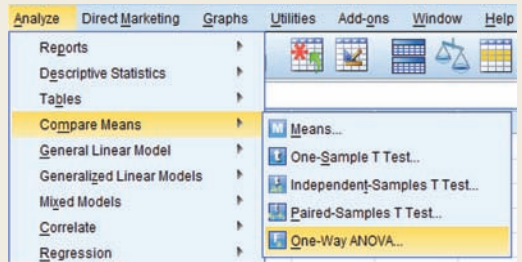 Analyze Direct Marketing Graphs Utilities Add-ons Window Help
Reports
Descriptive Statistics
Tables
Compare Means
General Linear Model
Generalized Linear Models
Mixed Models
Correlate
Regression
M Means...
t One-Sample T Test...
Independent-Samples T Test...
Paired-Samples T Test...
One-Way ANOVA...